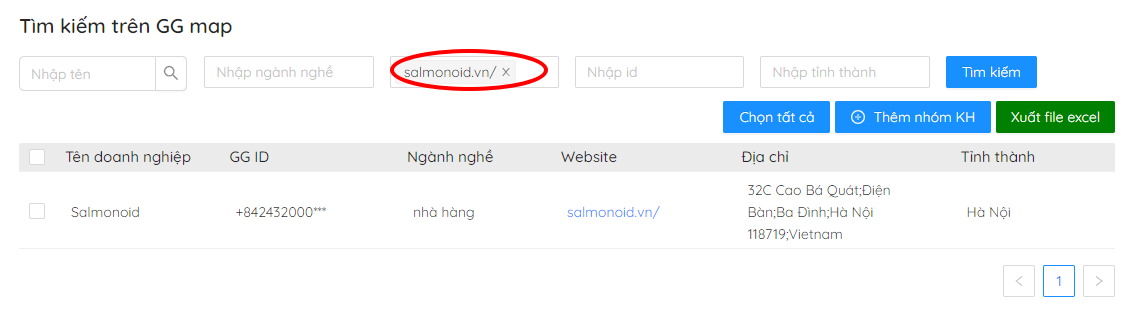 Tìm kiếm trên GG map
Nhập tên
Nhập ngành nghề
salmonoid.vn/ X
Nhập id
Nhập tỉnh thành
Tìm kiếm
Chọn tất cả
Thêm nhóm KH
Xuất file excel
Tên doanh nghiệp GG ID Ngành nghề Website Địa chỉ Tỉnh thành
32C Cao Bá Quát;Điện
Salmonoid +842432000*** nhà hàng salmonoid.vn/ Bàn;Ba Đình;Hà Nội Hà Nội
118719;Vietnam
< 1 >